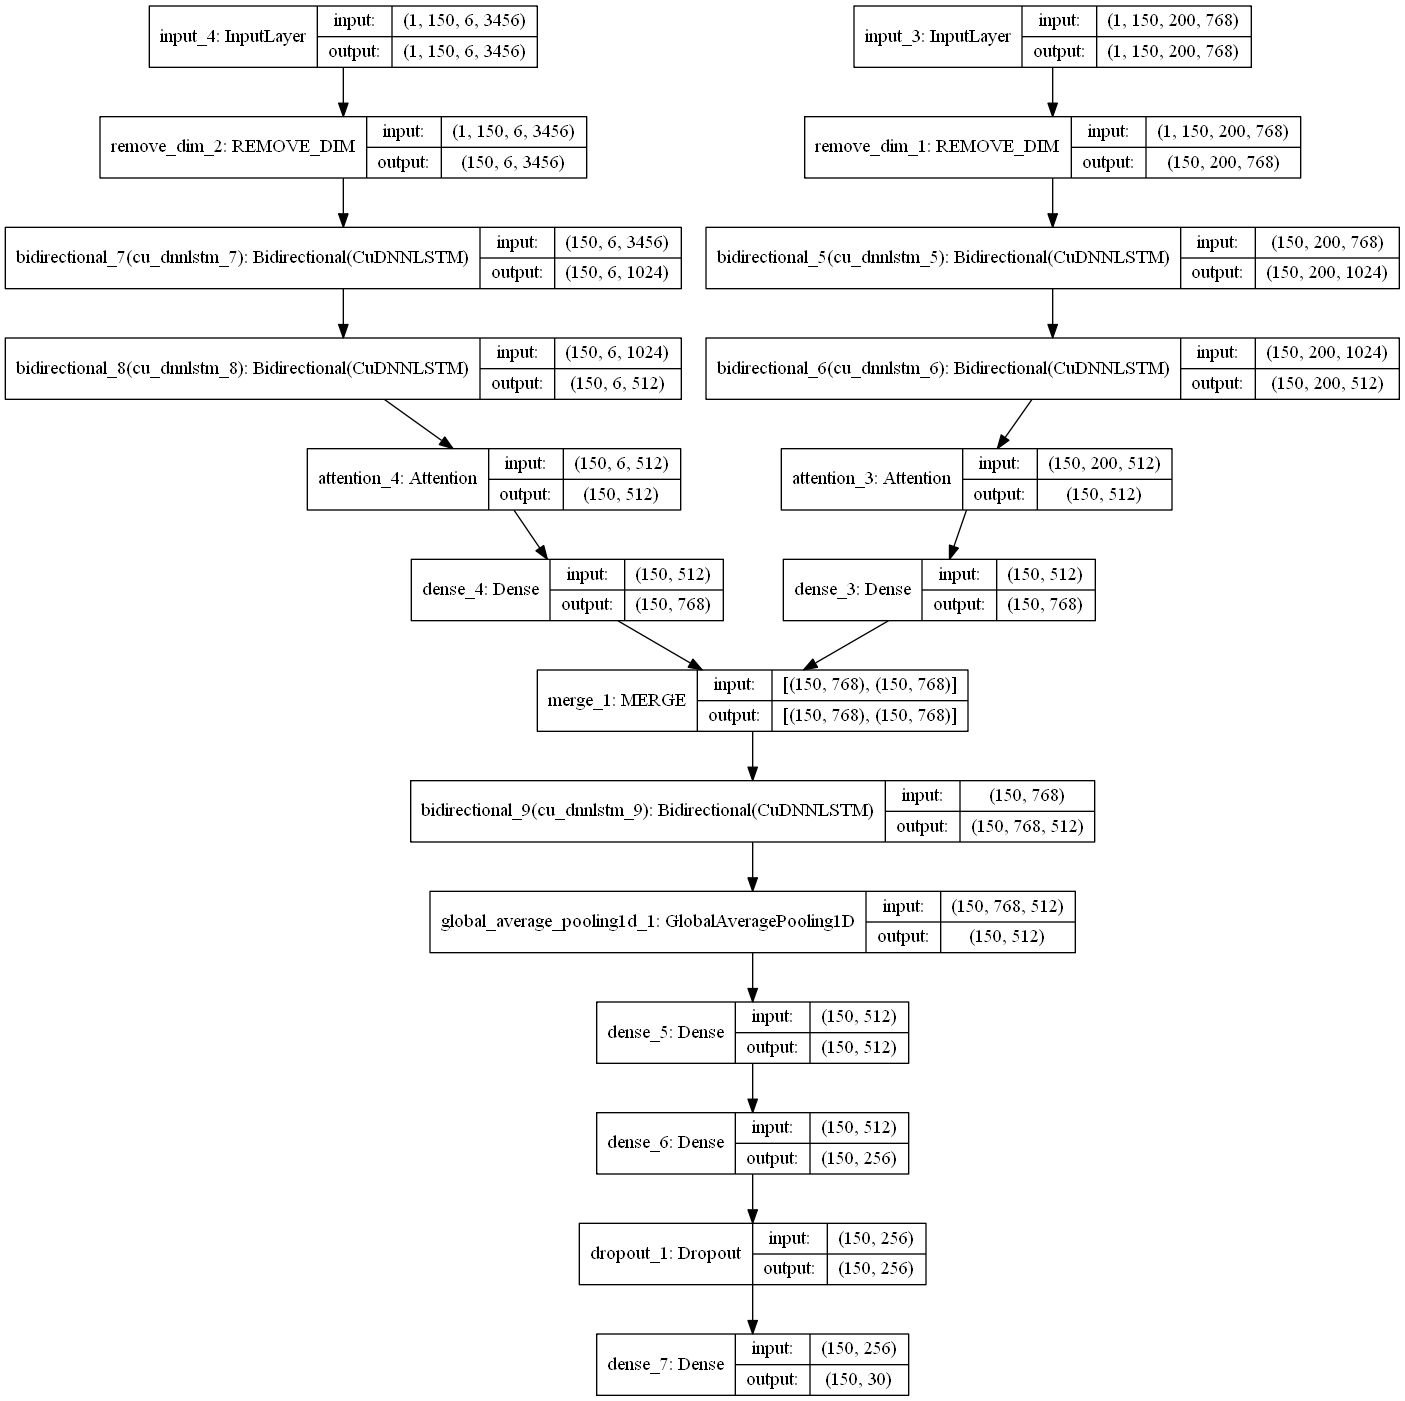 input_4: InputLayer input: (1, 150, 6, 3456)
output: (1, 150, 6, 3456)
input_3: InputLayer input: (1, 150, 200, 768)
output: (1, 150, 200, 768)
remove_dim_2: REMOVE_DIM input: (1, 150, 6, 3456)
output: (150, 6, 3456)
remove_dim_1: REMOVE_DIM input: (1, 150, 200, 768)
output: (150, 200, 768)
bidirectional_7(cu_dnnlstm_7): Bidirectional(CuDNNLSTM) input: (150, 6, 3456)
output: (150, 6, 1024)
bidirectional_5(cu_dnnlstm_5): Bidirectional(CuDNNLSTM) input: (150, 200, 768)
output: (150, 200, 1024)
bidirectional_8(cu_dnnlstm_8): Bidirectional(CuDNNLSTM) input: (150, 6, 1024)
output: (150, 6, 512)
bidirectional_6(cu_dnnlstm_6): Bidirectional(CuDNNLSTM) input: (150, 200, 1024)
output: (150, 200, 512)
attention_4: Attention input: (150, 6, 512)
output: (150, 512)
attention_3: Attention input: (150, 200, 512)
output: (150, 512)
dense_4: Dense input: (150, 512)
output: (150, 768)
dense_3: Dense input: (150, 512)
output: (150, 768)
merge_1: MERGE input: [(150, 768), (150, 768)]
output: [(150, 768), (150, 768)]
bidirectional_9(cu_dnnlstm_9): Bidirectional(CuDNNLSTM) input: (150, 768)
output: (150, 768, 512)
global_average_pooling1d_1: GlobalAveragePooling1D input: (150, 768, 512)
output: (150, 512)
dense_5: Dense input: (150, 512)
output: (150, 512)
dense_6: Dense input: (150, 512)
output: (150, 256)
dropout_1: Dropout input: (150, 256)
output: (150, 256)
dense_7: Dense input: (150, 256)
output: (150, 30)